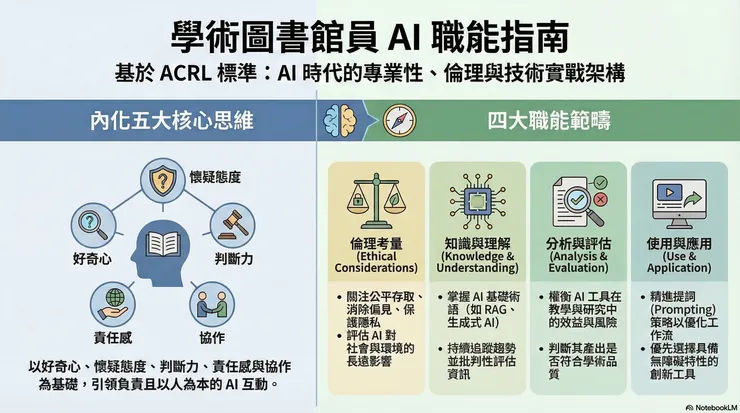 學術圖書館員 AI 職能指南
基於 ACRL 標準：AI 時代的專業性、倫理與技術實戰架構
內化五大核心思維
懷疑態度
好奇心
判斷力
責任感
協作
以好奇心、懷疑態度、判斷力、責任感與協作
為基礎，引領負責且以人為本的 AI 互動。
四大職能範疇
倫理考量
(Ethical
Considerations)
• 關注公平存取、
消除偏見、保
護隱私
• 評估 AI 對
社會與環境的
長遠影響
知識與理解
(Knowledge &
Understanding)
• 掌握 AI 基礎術
語（如 RAG、
生成式 AI）
• 持續追蹤趨勢
並批判性評估
資訊
分析與評估
(Analysis &
Evaluation)
• 權衡 AI 工具在
教學與研究中
的效益與風險
• 判斷其產出是
否符合學術品
質
使用與應用
(Use &
Application)
• 精進提詞
(Prompting)
策略以優化工
作流
• 優先選擇具備
無障礙特性的
創新工具
NotebookLM